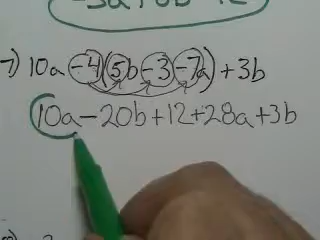 7) 10a -4(5b -3 -7a) +3b
10a - 20b + 12 + 28a + 3b